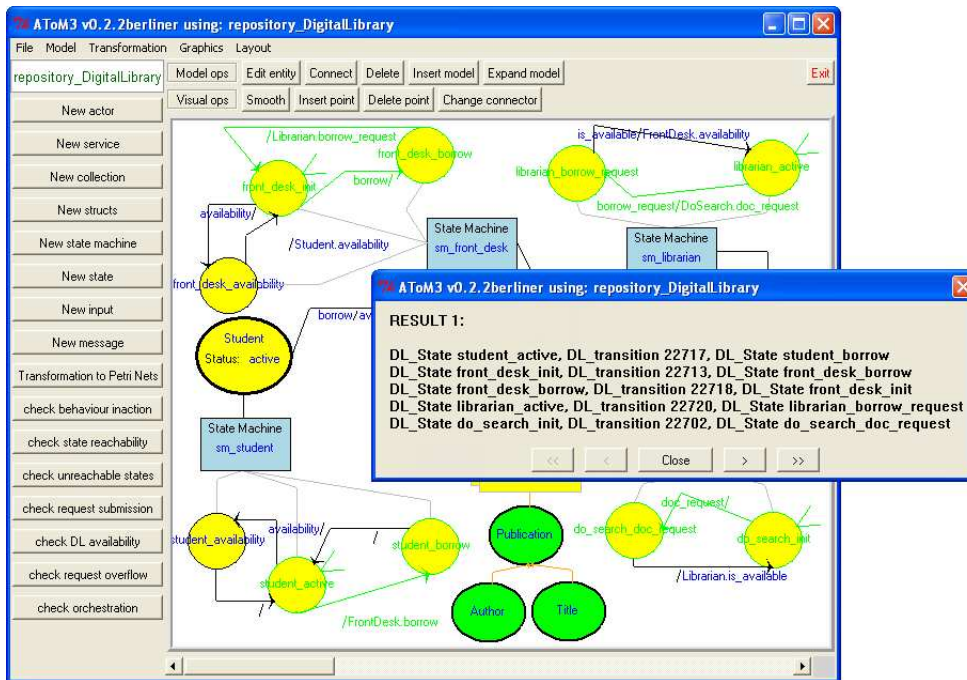 AToM3 v0.2.2berliner using: repository_DigitalLibrary
File Model Transformation Graphics Layout
repository_DigitalLibrary
Model ops Edit entity Connect Delete Insert model Expand model Exit
Visual ops Smooth Insert point Delete point Change connector
New actor
New service
New collection
New structs
New state machine
New state
New input
New message
Transformation to Petri Nets
check behaviour inaction
check state reachability
check unreachable states
check request submission
check DL availability
check request overflow
check orchestration
/Librarian.borrow_request
front_desk_borrow
front_desk_init
borrow/
availability/
/Student.availability
front_desk_availability
State Machine
sm_front_desk
is_available/FrontDesk.availability
librarian_borrow_request
librarian_active
borrow_request/DoSearch.doc_request
State Machine
sm_librarian
borrow/av
Student
Status: active
State Machine
sm_student
student_availability
availability/
/
student_borrow
student_active
/
/FrontDesk.borrow
AToM3 v0.2.2berliner using: repository_DigitalLibrary
RESULT 1:
DL_State student_active, DL_transition 22717, DL_State student_borrow
DL_State front_desk_init, DL_transition 22713, DL_State front_desk_borrow
DL_State front_desk_borrow, DL_transition 22718, DL_State front_desk_init
DL_State librarian_active, DL_transition 22720, DL_State librarian_borrow_request
DL_State do_search_init, DL_transition 22702, DL_State do_search_doc_request
<< < Close > >>
Publication
Author
Title
doc_request/
do_search_doc_request
do_search_init
/Librarian.is_available